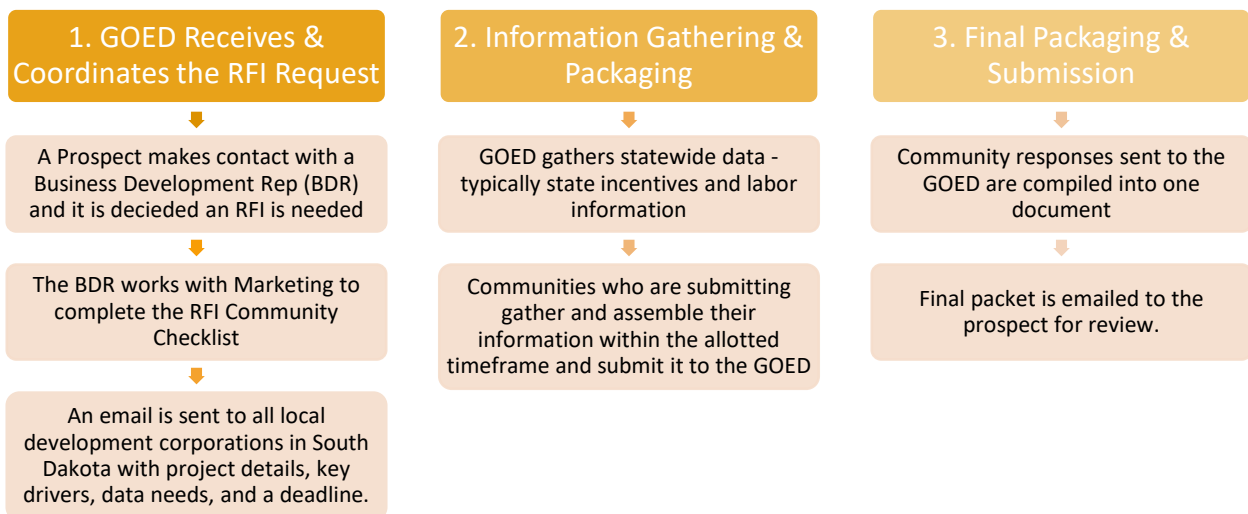 1. GOED Receives &
Coordinates the RFI Request
A Prospect makes contact with a
Business Development Rep (BDR)
and it is decieded an RFI is needed
The BDR works with Marketing to
complete the RFI Community
Checklist
An email is sent to all local
development corporations in South
Dakota with project details, key
drivers, data needs, and a deadline.
2. Information Gathering &
Packaging
GOED gathers statewide data -
typically state incentives and labor
information
Communities who are submitting
gather and assemble their
information within the allotted
timeframe and submit it to the GOED
3. Final Packaging &
Submission
Community responses sent to the
GOED are compiled into one
document
Final packet is emailed to the
prospect for review.